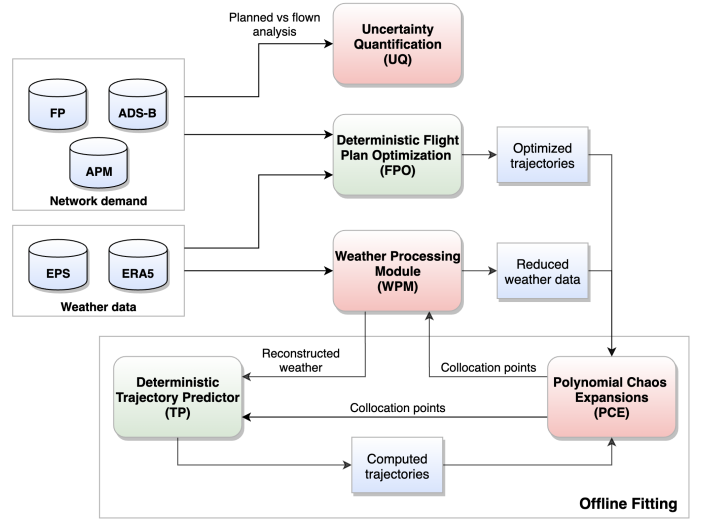 Planned vs flown
analysis
Uncertainty
Quantification
(UQ)
FP
ADS-B
APM
Network demand
Deterministic Flight
Plan Optimization
(FPO)
Optimized
trajectories
EPS
ERA5
Weather data
Weather Processing
Module
(WPM)
Reduced
weather data
Reconstructed
weather
Collocation points
Deterministic
Trajectory Predictor
(TP)
Polynomial Chaos
Expansions
(PCE)
Collocation points
Computed
trajectories
Offline Fitting